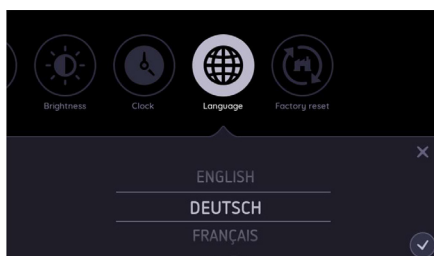 Brightness Clock Language Factory reset
ENGLISH
DEUTSCH
FRANÇAIS